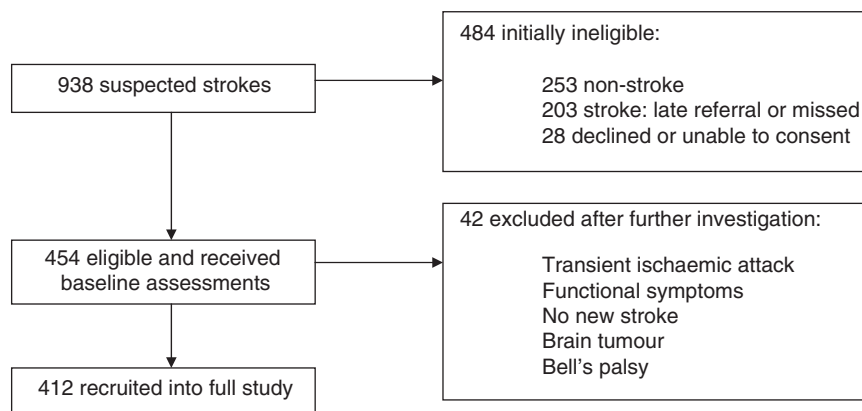 938 suspected strokes
484 initially ineligible:
253 non-stroke
203 stroke: late referral or missed
28 declined or unable to consent
454 eligible and received
baseline assessments
42 excluded after further investigation:
Transient ischaemic attack
Functional symptoms
No new stroke
Brain tumour
Bell's palsy
412 recruited into full study